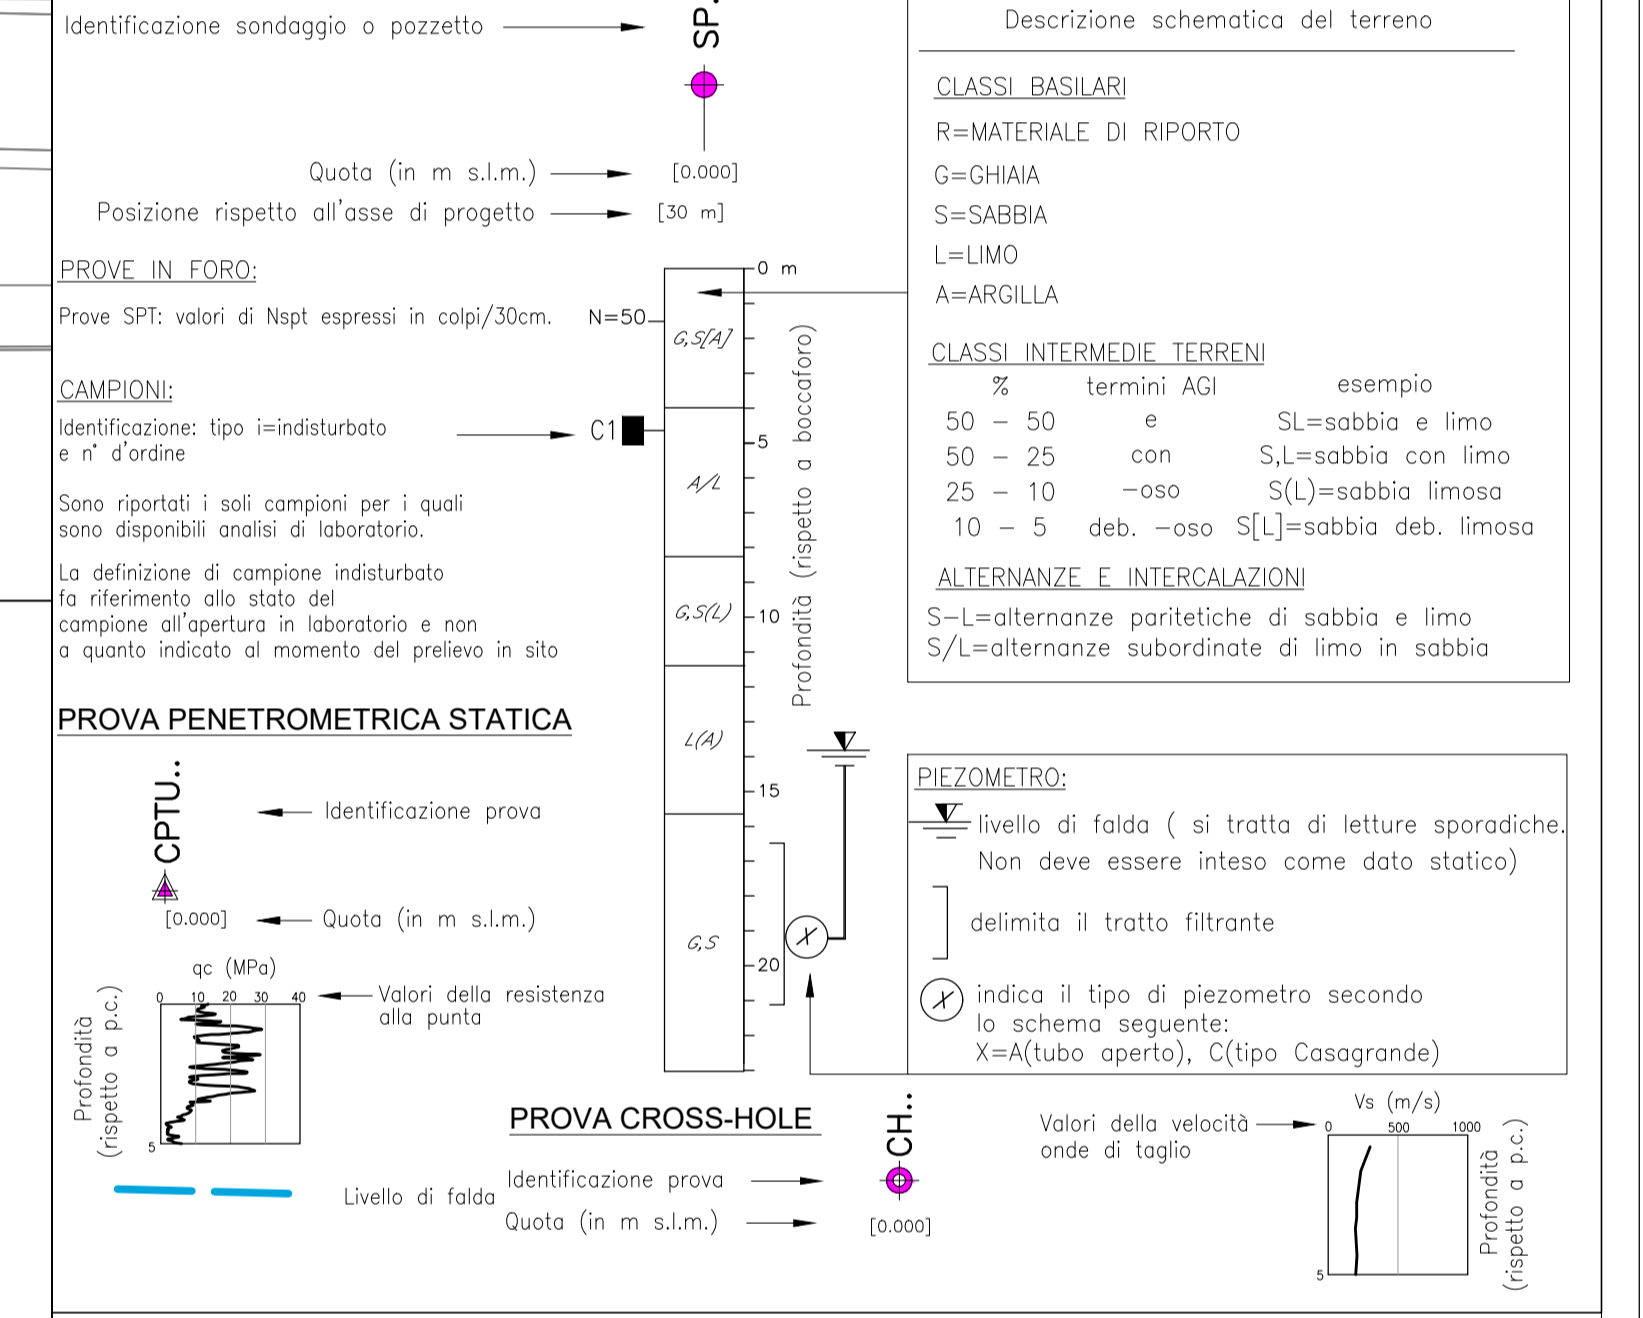 Identificazione sondaggio o pozzetto
SP.
Quota (in m s.l.m.)
[0.000]
Posizione rispetto all'asse di progetto
[30 m]
PROVE IN FORO:
Prove SPT: valori di Nspt espressi in colpi/30cm.
N=50
CAMPIONI:
Identificazione: tipo i=indisturbato
e n° d'ordine
C1
Sono riportati i soli campioni per i quali
sono disponibili analisi di laboratorio.
La definizione di campione indisturbato
fa riferimento allo stato del
campione all'apertura in laboratorio e non
a quanto indicato al momento del prelievo in sito
0 m
5
10
15
20
G,S[A]
A/L
G,S(L)
L(A)
G,S
Profondità (rispetto a boccaforo)
X
Descrizione schematica del terreno
CLASSI BASILARI
R=MATERIALE DI RIPORTO
G=GHIAIA
S=SABBIA
L=LIMO
A=ARGILLA
CLASSI INTERMEDIE TERRENI
% termini AGI esempio
50 - 50 e SL=sabbia e limo
50 - 25 con S,L=sabbia con limo
25 - 10 -oso S(L)=sabbia limosa
10 - 5 deb. -oso S[L]=sabbia deb. limosa
ALTERNANZE E INTERCALAZIONI
S-L=alternanze paritetiche di sabbia e limo
S/L=alternanze subordinate di limo in sabbia
PIEZOMETRO:
livello di falda ( si tratta di letture sporadiche.
Non deve essere inteso come dato statico)
delimita il tratto filtrante
X
indica il tipo di piezometro secondo
lo schema seguente:
X=A(tubo aperto), C(tipo Casagrande)
PROVA PENETROMETRICA STATICA
CPTU..
Identificazione prova
[0.000]
Quota (in m s.l.m.)
qc (MPa)
0 10 20 30 40
Valori della resistenza
alla punta
Profondità
(rispetto a p.c.)
5
Livello di falda
PROVA CROSS-HOLE
CH..
Identificazione prova
Quota (in m s.l.m.)
[0.000]
Valori della velocità
onde di taglio
Vs (m/s)
0 500 1000
Profondità
(rispetto a p.c.)
5